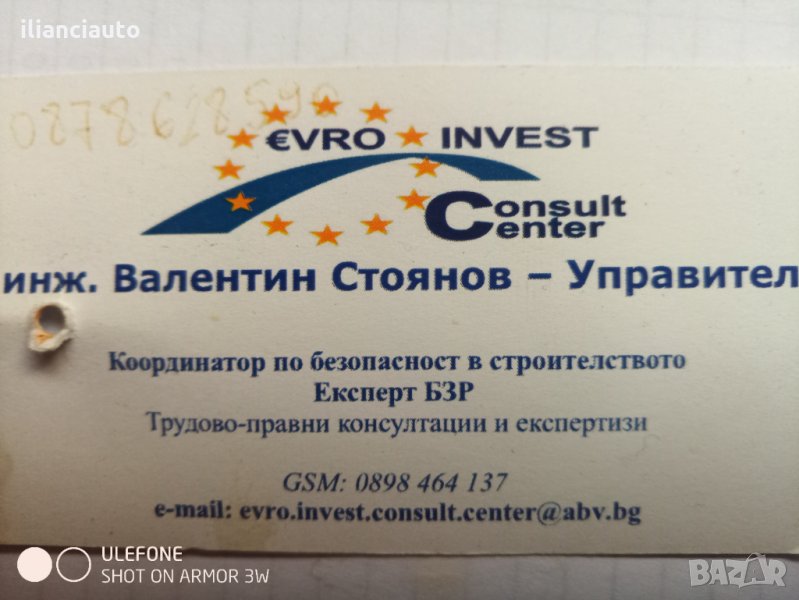 ilianciauto
€VRO INVEST
Consult
Center
инж. Валентин Стоянов – Управител
Координатор по безопасност в строителството
Експерт БЗР
Трудово-правни консултации и експертизи
GSM: 0898 464 137
e-mail: evro.invest.consult.center@abv.bg
ULEFONE
SHOT ON ARMOR 3W
BAZAR